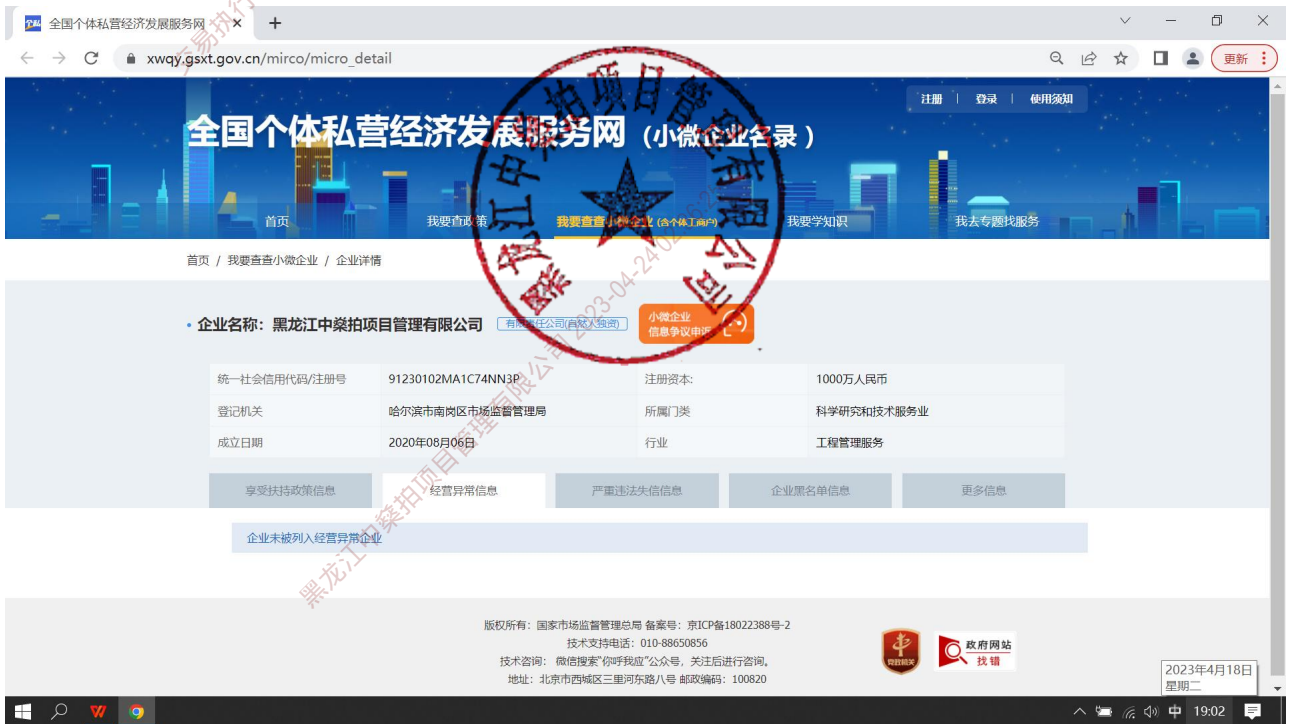 全国个体私营经济发展服务网
xwqy.gsxt.gov.cn/mirco/micro_detail
更新
注册 | 登录 | 使用须知
全国个体私营经济发展服务网（小微企业名录）
首页 我要查政策 我要查查小微企业 (含个体工商户) 我要学知识 我去专题找服务
首页 / 我要查查小微企业 / 企业详情
• 企业名称：黑龙江中燊拍项目管理有限公司 有限责任公司(自然人独资)
小微企业
信息争议申诉
统一社会信用代码/注册号 91230102MA1C74NN3P 注册资本: 1000万人民币
登记机关 哈尔滨市南岗区市场监督管理局 所属门类 科学研究和技术服务业
成立日期 2020年08月06日 行业 工程管理服务
享受扶持政策信息 经营异常信息 严重违法失信信息 企业黑名单信息 更多信息
企业未被列入经营异常企业
版权所有：国家市场监督管理总局 备案号：京ICP备18022388号-2
技术支持电话：010-88650856
技术咨询： 微信搜索"你呼我应"公众号，关注后进行咨询。
地址：北京市西城区三里河东路八号 邮政编码：100820
党政机关
政府网站
找错
2023年4月18日
星期二
中 19:02
黑龙江中燊拍项目管理有限公司
黑龙江中燊拍项目管理有限公司 2023-04-24
交易执行